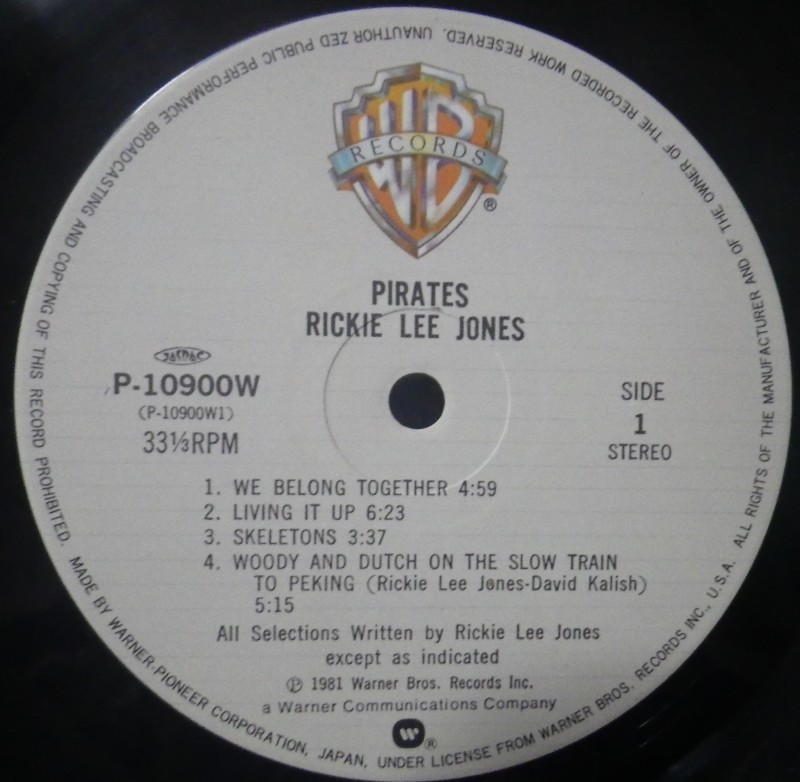 WB
RECORDS
®
PIRATES
RICKIE LEE JONES
P-10900W
(P-10900W1)
33⅓RPM
SIDE
1
STEREO
1. WE BELONG TOGETHER 4:59
2. LIVING IT UP 6:23
3. SKELETONS 3:37
4. WOODY AND DUTCH ON THE SLOW TRAIN
TO PEKING (Rickie Lee Jones-David Kalish)
5:15
All Selections Written by Rickie Lee Jones
except as indicated
℗ 1981 Warner Bros. Records Inc.
a Warner Communications Company
®
MADE BY WARNER-PIONEER CORPORATION, JAPAN, UNDER LICENSE FROM WARNER BROS. RECORDS INC., U.S.A. ALL RIGHTS OF THE MANUFACTURER AND OF THE OWNER OF THE RECORDED WORK RESERVED. UNAUTHOR ZED PUBLIC PERFORMANCE BROADCASTING AND COPYING OF THIS RECORD PROHIBITED.